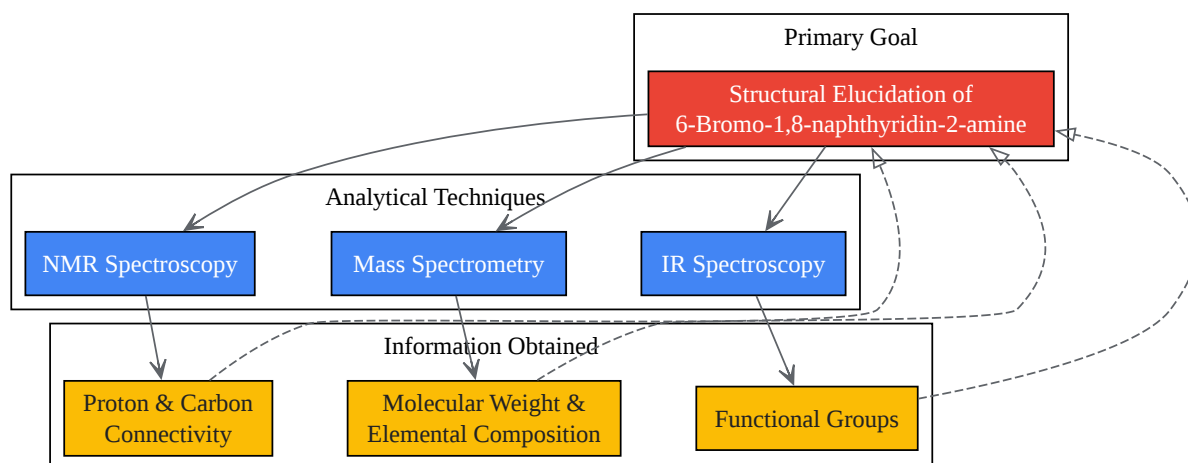 Primary Goal
Structural Elucidation of
6-Bromo-1,8-naphthyridin-2-amine
Analytical Techniques
NMR Spectroscopy
Mass Spectrometry
IR Spectroscopy
Information Obtained
Proton & Carbon
Connectivity
Molecular Weight &
Elemental Composition
Functional Groups